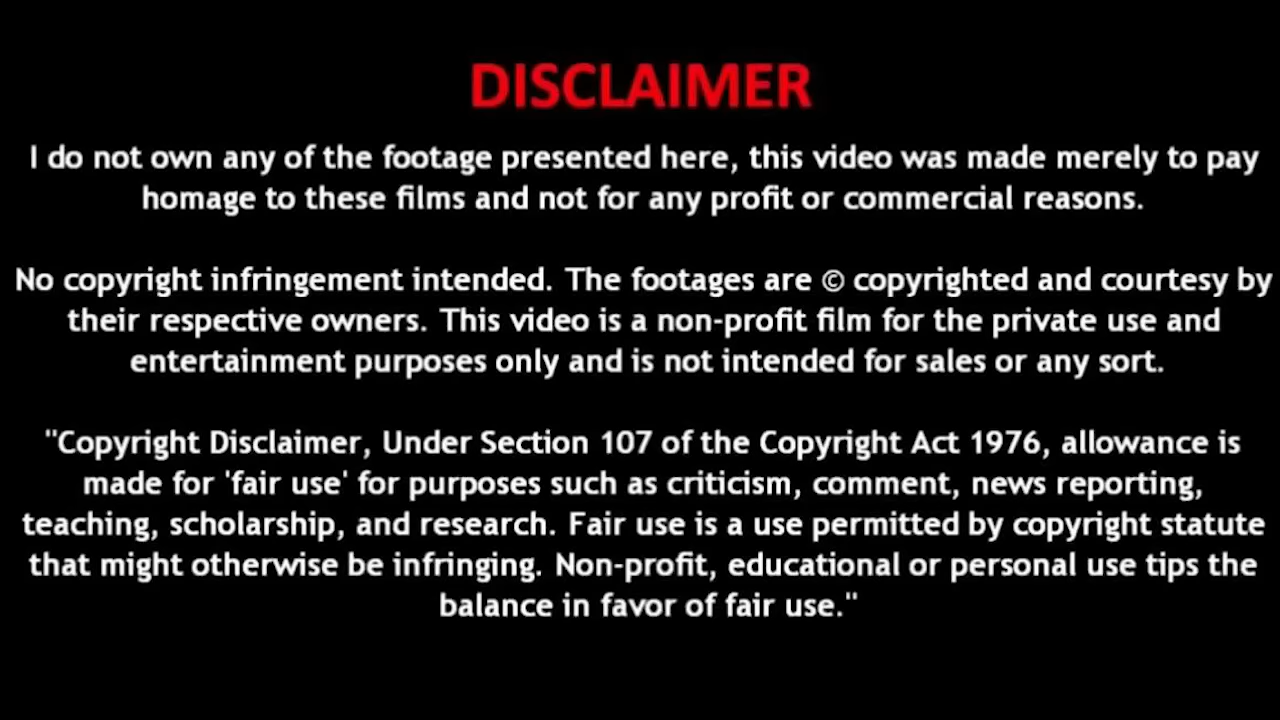 DISCLAIMER
I do not own any of the footage presented here, this video was made merely to pay
homage to these films and not for any profit or commercial reasons.
No copyright infringement intended. The footages are © copyrighted and courtesy by
their respective owners. This video is a non-profit film for the private use and
entertainment purposes only and is not intended for sales or any sort.
"Copyright Disclaimer, Under Section 107 of the Copyright Act 1976, allowance is
made for 'fair use' for purposes such as criticism, comment, news reporting,
teaching, scholarship, and research. Fair use is a use permitted by copyright statute
that might otherwise be infringing. Non-profit, educational or personal use tips the
balance in favor of fair use."